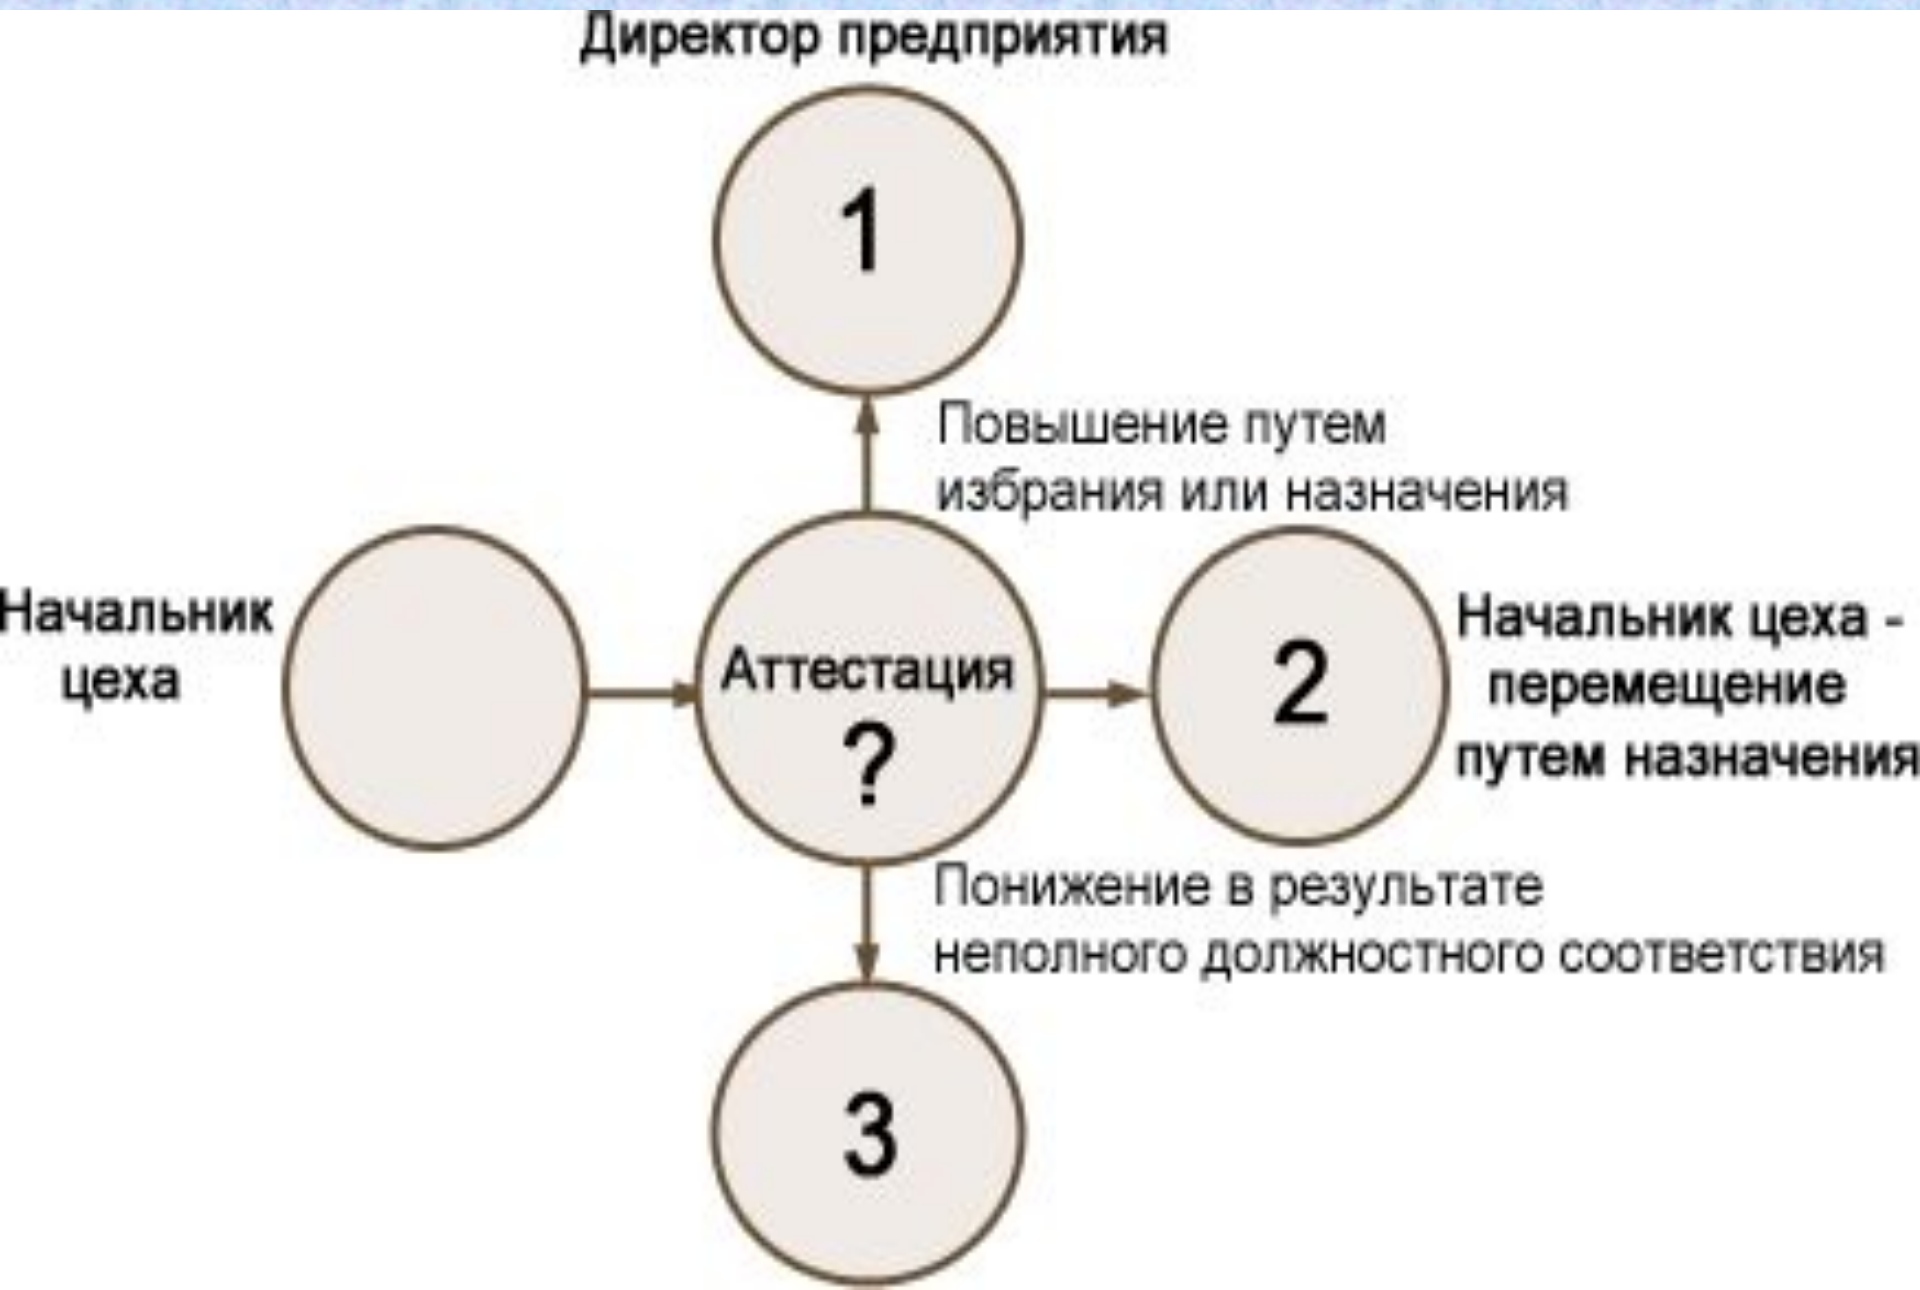 Директор предприятия
1
Повышение путем
избрания или назначения
Начальник
цеха
Аттестация
?
2
Начальник цеха -
перемещение
путем назначения
Понижение в результате
неполного должностного соответствия
3